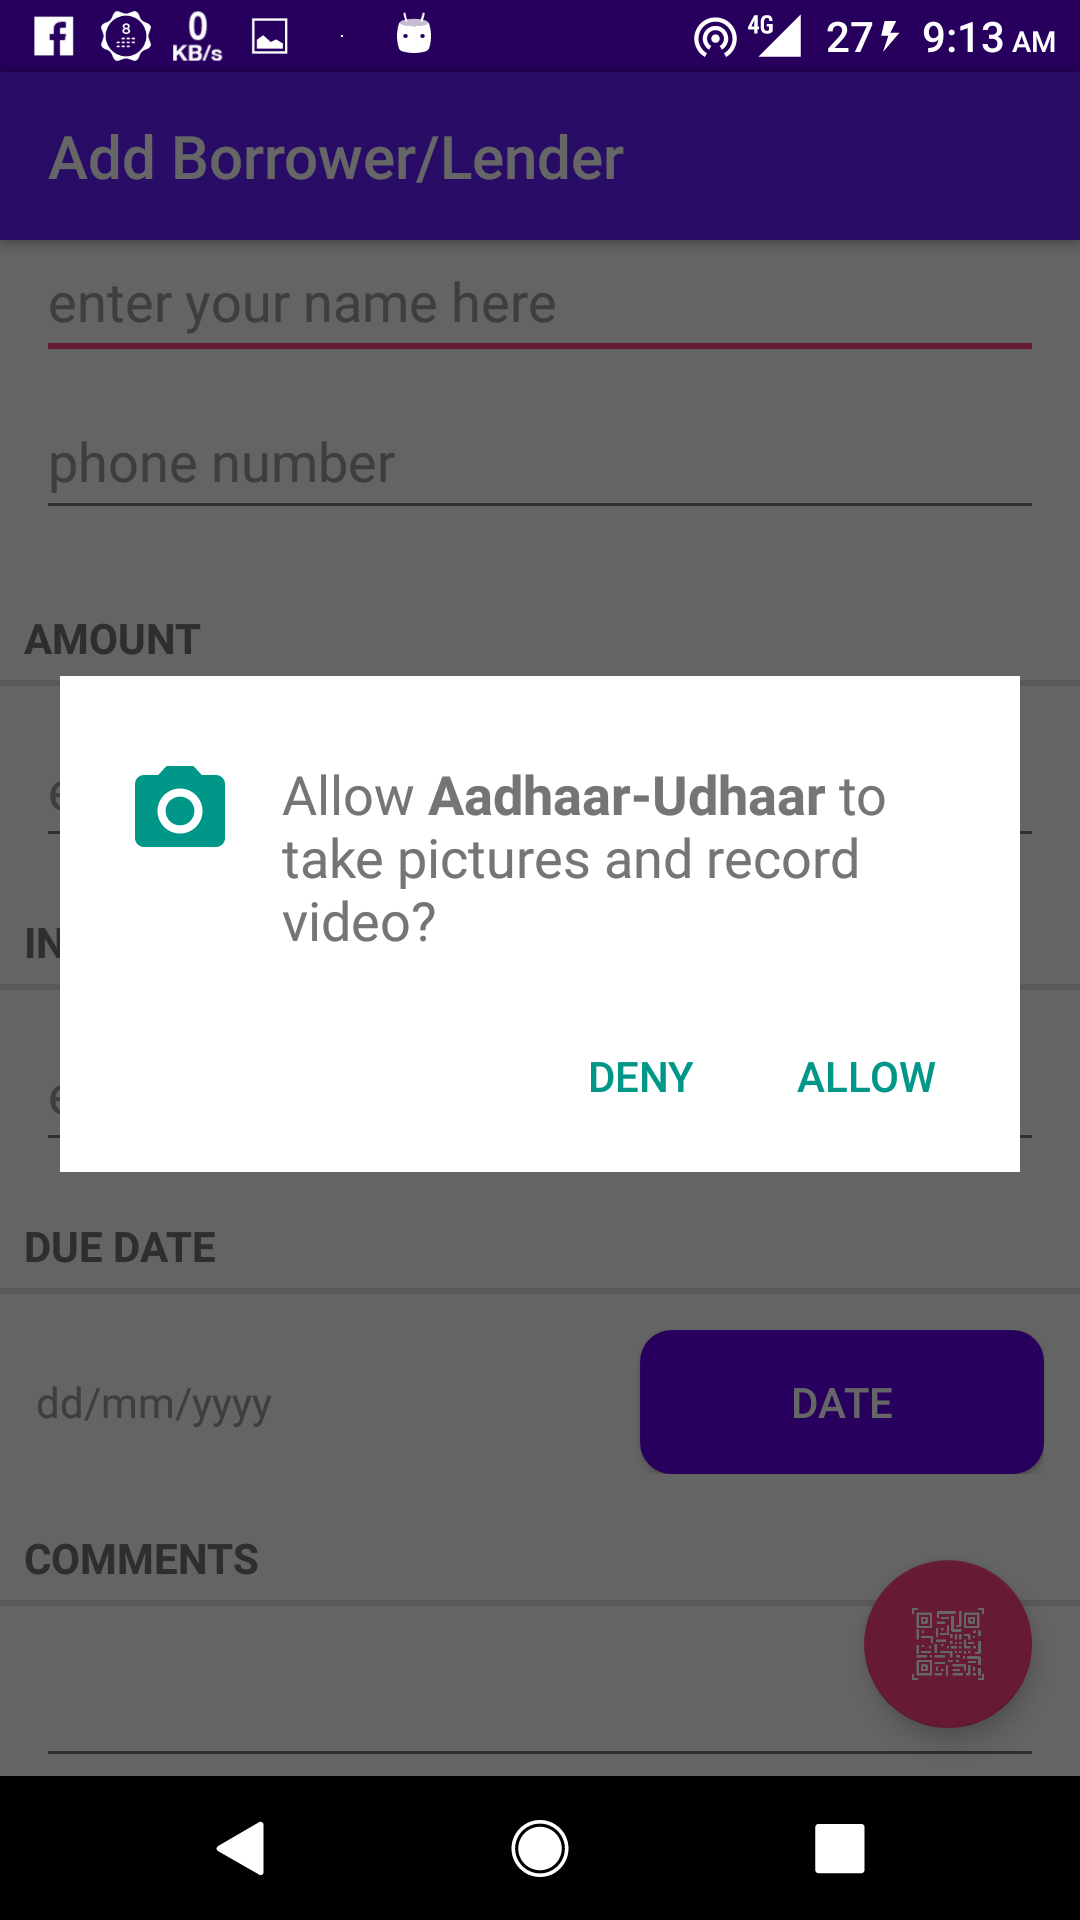 8 0 KB/s 4G 27 9:13 AM
Add Borrower/Lender
enter your name here
phone number
AMOUNT
Allow Aadhaar-Udhaar to
take pictures and record
video?
DENY ALLOW
DUE DATE
dd/mm/yyyy DATE
COMMENTS